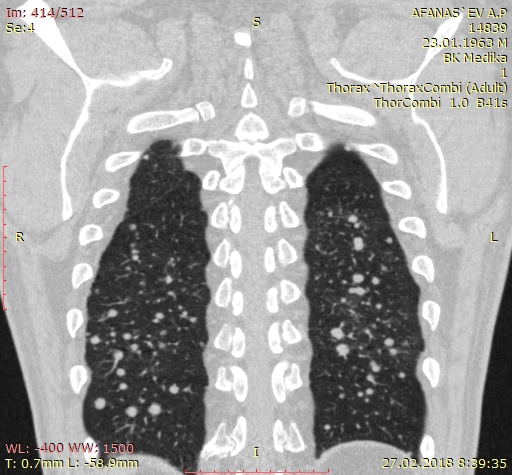 Im: 414/512
Se:4
S
AFANAS`EV A.P
14839
23.01.1963 M
BK Medika
1
Thorax ^ThoraxCombi (Adult)
ThorCombi 1.0 B41s
R
L
WL: -400 WW: 1500
T: 0.7mm L: -58.9mm
I
27.02.2018 8:39:35